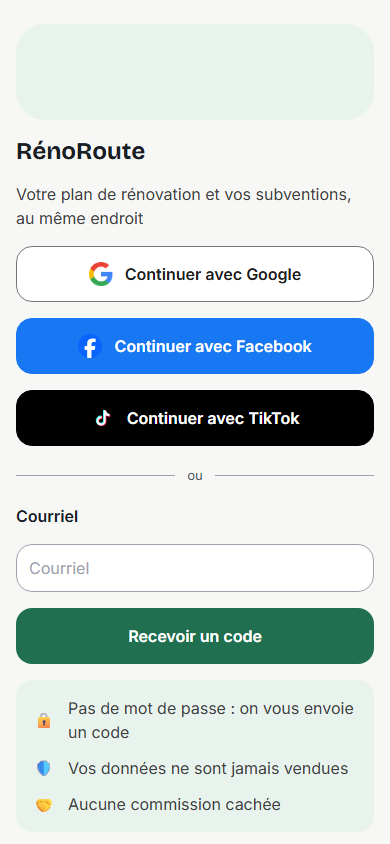 RénoRoute
Votre plan de rénovation et vos subventions,
au même endroit
Continuer avec Google
Continuer avec Facebook
Continuer avec TikTok
ou
Courriel
Courriel
Recevoir un code
Pas de mot de passe : on vous envoie
un code
Vos données ne sont jamais vendues
Aucune commission cachée